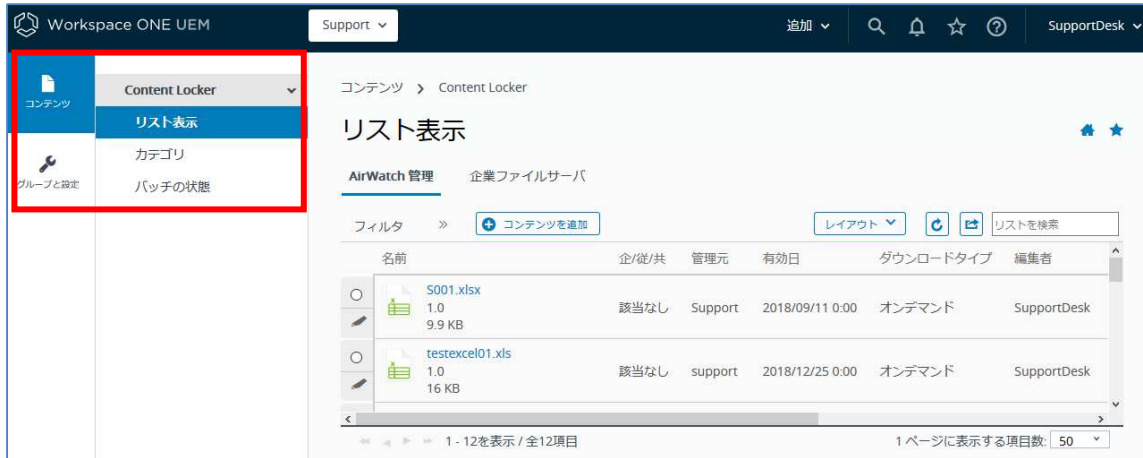 Workspace ONE UEM
Support
追加
SupportDesk
コンテンツ
グループと設定
Content Locker
リスト表示
カテゴリ
バッチの状態
コンテンツ > Content Locker
リスト表示
AirWatch 管理 企業ファイルサーバ
フィルタ » コンテンツを追加 レイアウト リストを検索
名前 企/従/共 管理元 有効日 ダウンロードタイプ 編集者
S001.xlsx
1.0 該当なし Support 2018/09/11 0:00 オンデマンド SupportDesk
9.9 KB
testexcel01.xls
1.0 該当なし support 2018/12/25 0:00 オンデマンド SupportDesk
16 KB
1 - 12を表示 / 全12項目 1 ページに表示する項目数: 50